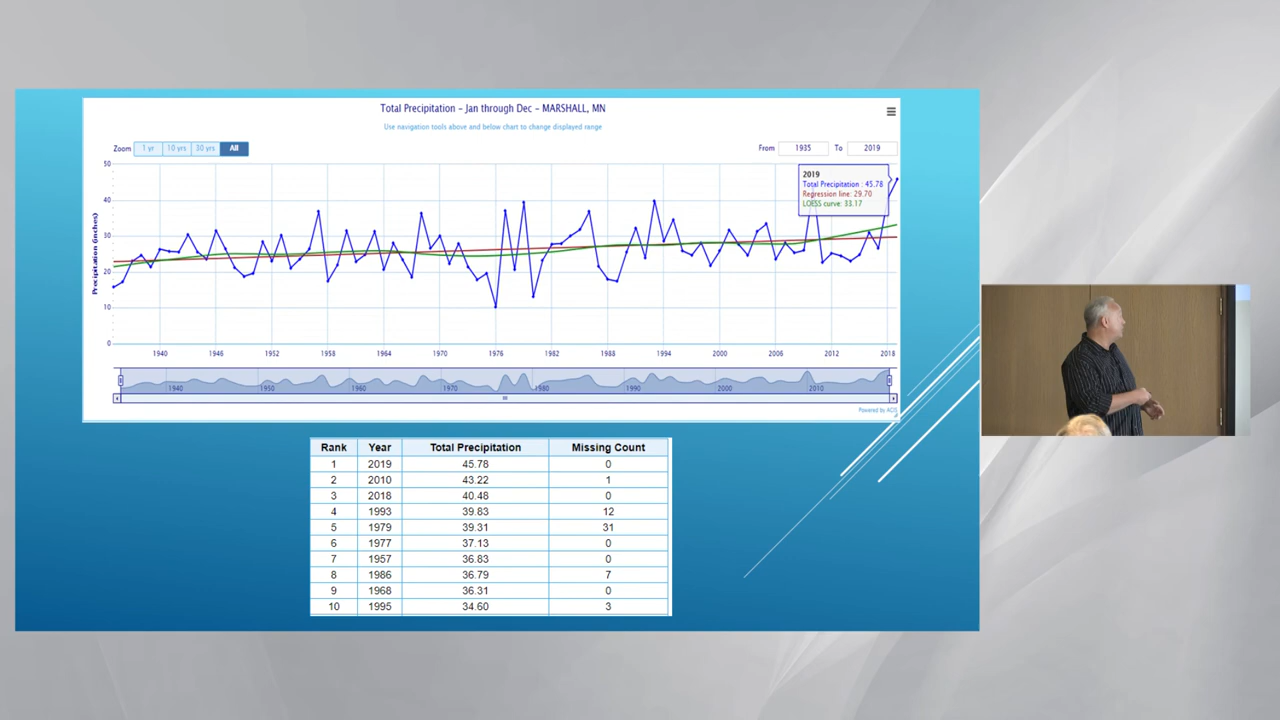 Total Precipitation – Jan through Dec – MARSHALL, MN
Use navigation tools above and below chart to change displayed range
Zoom 1 yr 10 yrs 30 yrs All
From 1935 To 2019
2019
Total Precipitation : 45.78
Regression line: 29.70
LOESS curve: 33.17
Precipitation (inches)
50
40
30
20
10
0
1940 1946 1952 1958 1964 1970 1976 1982 1988 1994 2000 2006 2012 2018
1940 1950 1960 1970 1980 1990 2000 2010
Powered by ACIS
Rank Year Total Precipitation Missing Count
1 2019 45.78 0
2 2010 43.22 1
3 2018 40.48 0
4 1993 39.83 12
5 1979 39.31 31
6 1977 37.13 0
7 1957 36.83 0
8 1986 36.79 7
9 1968 36.31 0
10 1995 34.60 3